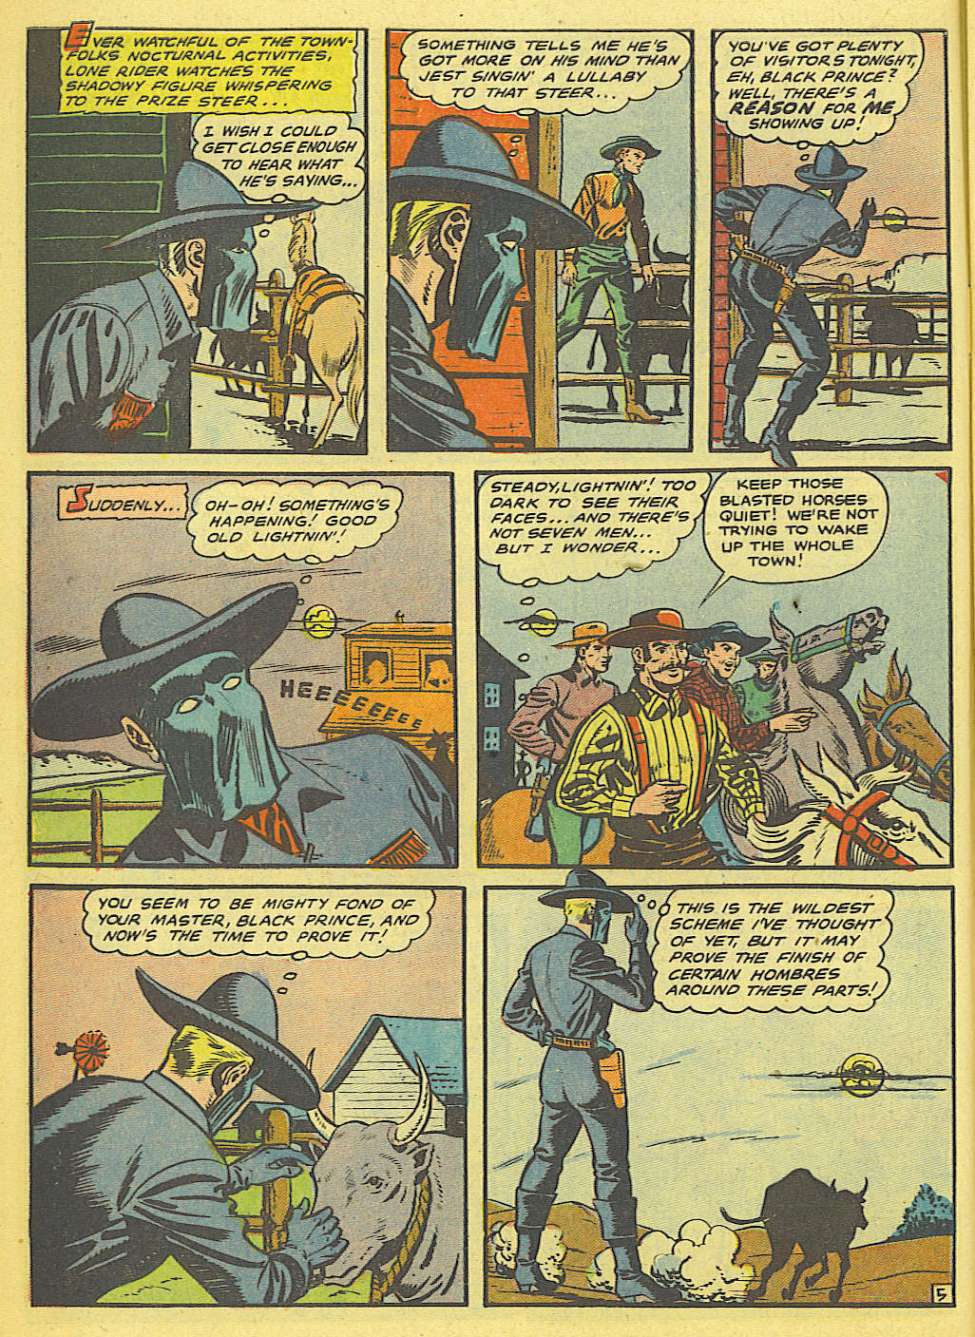 EVER WATCHFUL OF THE TOWN-
FOLKS NOCTURNAL ACTIVITIES,
LONE RIDER WATCHES THE
SHADOWY FIGURE WHISPERING
TO THE PRIZE STEER...
I WISH I COULD
GET CLOSE ENOUGH
TO HEAR WHAT
HE'S SAYING...
SOMETHING TELLS ME HE'S
GOT MORE ON HIS MIND THAN
JEST SINGIN' A LULLABY
TO THAT STEER...
YOU'VE GOT PLENTY
OF VISITORS TONIGHT,
EH, BLACK PRINCE?
WELL, THERE'S A
REASON FOR ME
SHOWING UP!
SUDDENLY...
OH-OH! SOMETHING'S
HAPPENING! GOOD
OLD LIGHTNIN'!
HEEEEEEEE
STEADY, LIGHTNIN'! TOO
DARK TO SEE THEIR
FACES... AND THERE'S
NOT SEVEN MEN...
BUT I WONDER...
KEEP THOSE
BLASTED HORSES
QUIET! WE'RE NOT
TRYING TO WAKE
UP THE WHOLE
TOWN!
YOU SEEM TO BE MIGHTY FOND OF
YOUR MASTER, BLACK PRINCE, AND
NOW'S THE TIME TO PROVE IT!
THIS IS THE WILDEST
SCHEME I'VE THOUGHT
OF YET, BUT IT MAY
PROVE THE FINISH OF
CERTAIN HOMBRES
AROUND THESE PARTS!
5